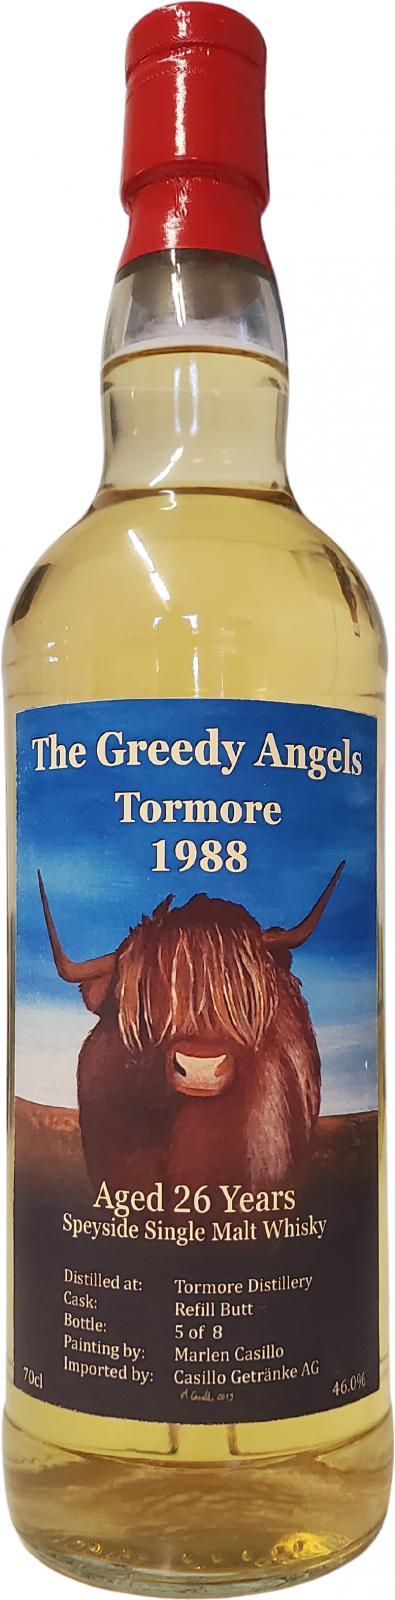 The Greedy Angels
Tormore
1988
Aged 26 Years
Speyside Single Malt Whisky
Distilled at: Tormore Distillery
Cask: Refill Butt
Bottle: 5 of 8
Painting by: Marlen Casillo
Imported by: Casillo Getränke AG
70cl
46.0%